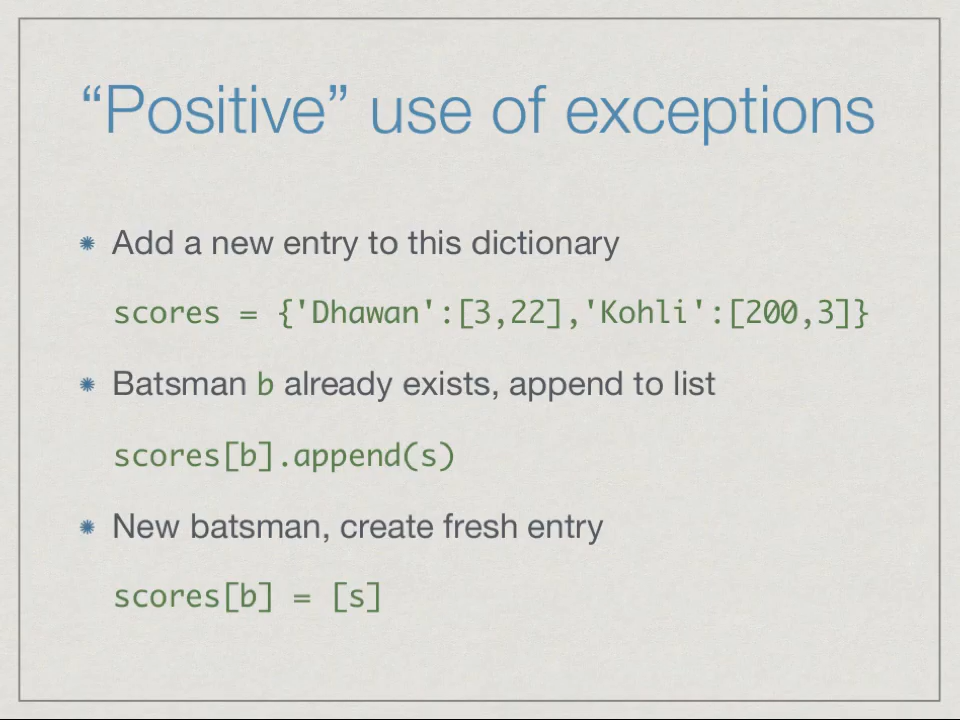 “Positive” use of exceptions
Add a new entry to this dictionary
scores = {'Dhawan':[3,22],'Kohli':[200,3]}
Batsman b already exists, append to list
scores[b].append(s)
New batsman, create fresh entry
scores[b] = [s]